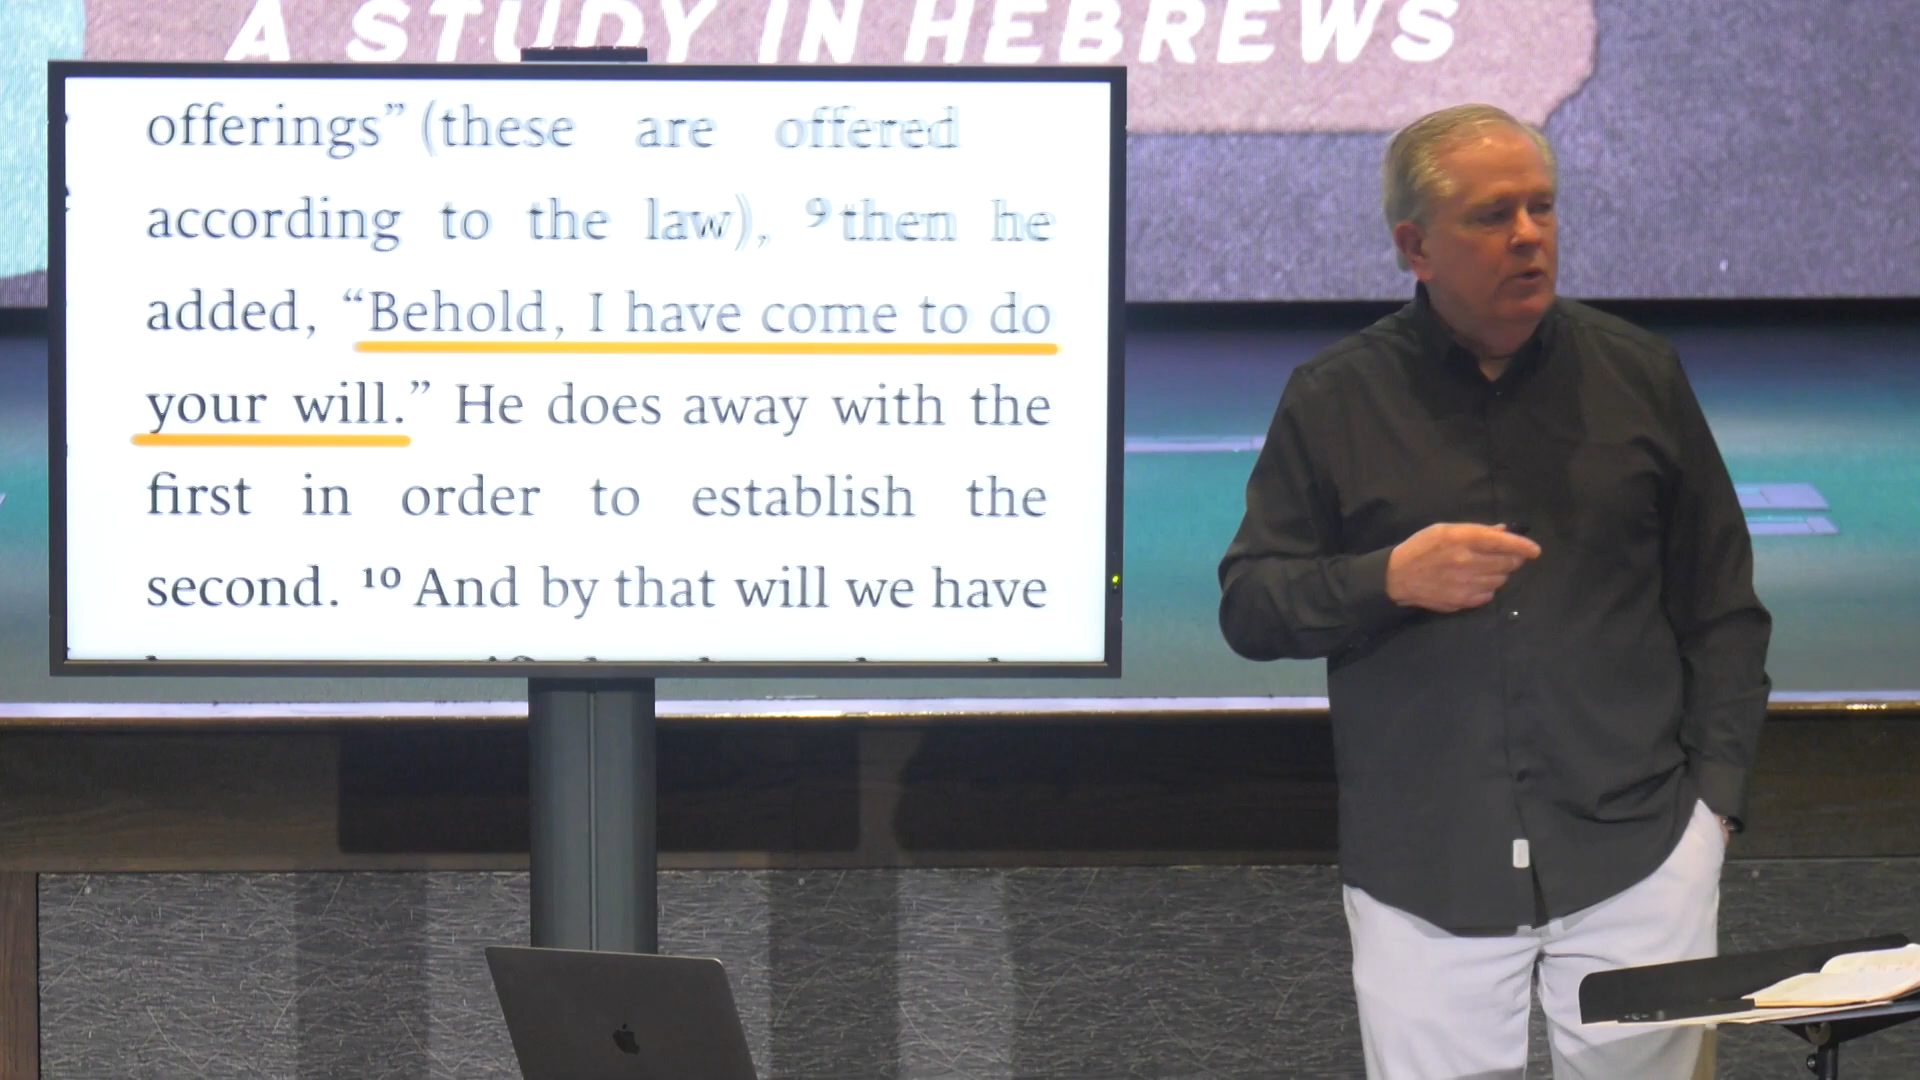 A STUDY IN HEBREWS
offerings” (these are offered
according to the law), ⁹ then he
added, “Behold, I have come to do
your will.” He does away with the
first in order to establish the
second. ¹⁰ And by that will we have